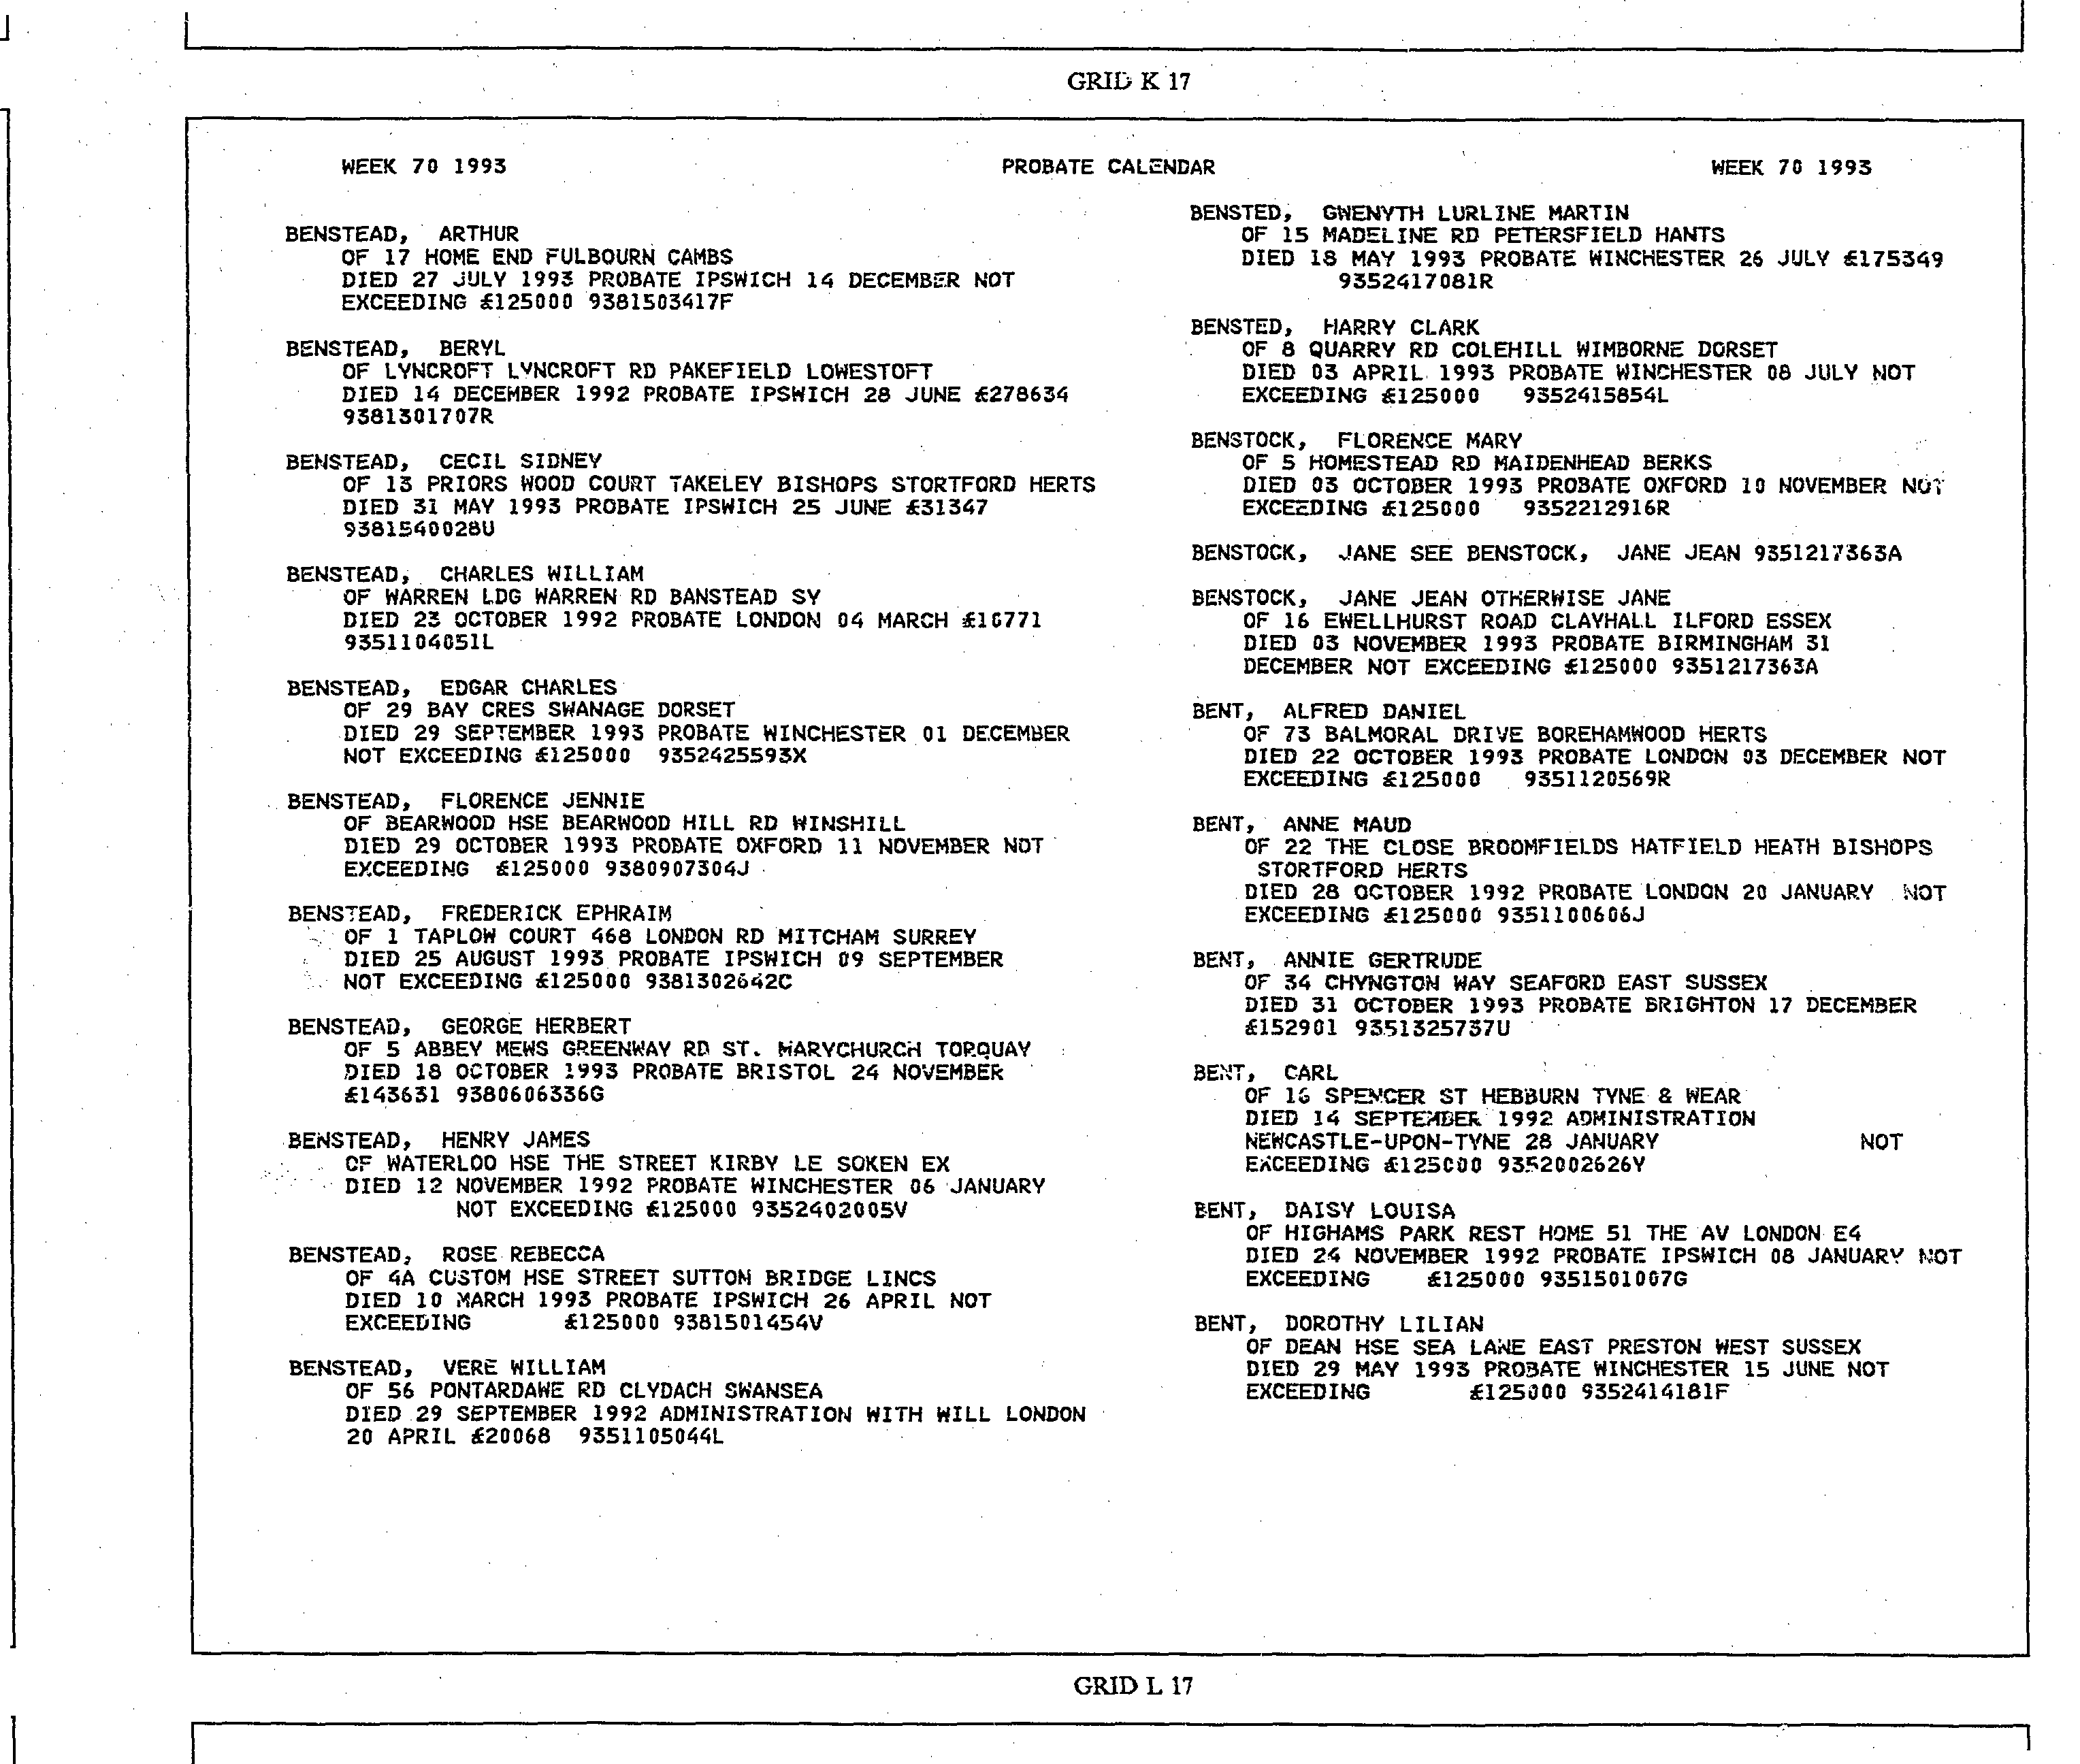 GRID K 17
WEEK 70 1993 PROBATE CALENDAR WEEK 70 1993
BENSTEAD, ARTHUR
OF 17 HOME END FULBOURN CAMBS
DIED 27 JULY 1993 PROBATE IPSWICH 14 DECEMBER NOT
EXCEEDING £125000 9381503417F
BENSTEAD, BERYL
OF LYNCROFT LYNCROFT RD PAKEFIELD LOWESTOFT
DIED 14 DECEMBER 1992 PROBATE IPSWICH 28 JUNE £278634
9381301707R
BENSTEAD, CECIL SIDNEY
OF 13 PRIORS WOOD COURT TAKELEY BISHOPS STORTFORD HERTS
DIED 31 MAY 1993 PROBATE IPSWICH 25 JUNE £31347
9381540028U
BENSTEAD, CHARLES WILLIAM
OF WARREN LDG WARREN RD BANSTEAD SY
DIED 23 OCTOBER 1992 PROBATE LONDON 04 MARCH
9351104051L
BENSTEAD, EDGAR CHARLES
OF 29 BAY CRES SWANAGE DORSET
DIED 29 SEPTEMBER 1993 PROBATE WINCHESTER 01 DECEMBER
NOT EXCEEDING £125000 9352425593X
BENSTEAD, FLORENCE JENNIE
OF BEARWOOD HSE BEARWOOD HILL RD WINSHILL
DIED 29 OCTOBER 1993 PROBATE OXFORD 11 NOVEMBER NOT
EXCEEDING £125000 9380907304J
BENSTEAD, FREDERICK EPHRAIM
OF 1 TAPLOW COURT 468 LONDON RD MITCHAM SURREY
DIED 25 AUGUST 1993 PROBATE IPSWICH 09 SEPTEMBER
NOT EXCEEDING £125000 9381302642C
BENSTEAD, GEORGE HERBERT
OF 5 ABBEY MEWS GREENWAY RD ST. MARYCHURCH TORQUAY
DIED 18 OCTOBER 1993 PROBATE BRISTOL 24 NOVEMBER
£143631 9380606336G
BENSTEAD, HENRY JAMES
OF WATERLOO HSE THE STREET KIRBY LE SOKEN EX
DIED 12 NOVEMBER 1992 PROBATE WINCHESTER 06 JANUARY
NOT EXCEEDING £125000 9352402005V
BENSTEAD, ROSE REBECCA
OF 4A CUSTOM HSE STREET SUTTON BRIDGE LINCS
DIED 10 MARCH 1993 PROBATE IPSWICH 26 APRIL NOT
EXCEEDING £125000 9381501454V
BENSTEAD, VERE WILLIAM
OF 56 PONTARDAWE RD CLYDACH SWANSEA
DIED 29 SEPTEMBER 1992 ADMINISTRATION WITH WILL LONDON
20 APRIL £20068 9351105044L
BENSTED, GWENYTH LURLINE MARTIN
OF 15 MADELINE RD PETERSFIELD HANTS
DIED 18 MAY 1993 PROBATE WINCHESTER 26 JULY £175349
9352417081R
BENSTED, HARRY CLARK
OF 8 QUARRY RD COLEHILL WIMBORNE DORSET
DIED 03 APRIL 1993 PROBATE WINCHESTER 08 JULY NOT
EXCEEDING £125000 9352415854L
BENSTOCK, FLORENCE MARY
OF 5 HOMESTEAD RD MAIDENHEAD BERKS
DIED 03 OCTOBER 1993 PROBATE OXFORD 10 NOVEMBER NOT
EXCEEDING £125000 9352212916R
BENSTOCK, JANE SEE BENSTOCK, JANE JEAN 9351217363A
BENSTOCK, JANE JEAN OTHERWISE JANE
OF 16 EWELLHURST ROAD CLAYHALL ILFORD ESSEX
DIED 03 NOVEMBER 1993 PROBATE BIRMINGHAM 31
DECEMBER NOT EXCEEDING £125000 9351217363A
BENT, ALFRED DANIEL
OF 73 BALMORAL DRIVE BOREHAMWOOD HERTS
DIED 22 OCTOBER 1993 PROBATE LONDON 03 DECEMBER NOT
EXCEEDING £125000 9351120569R
BENT, ANNE MAUD
OF 22 THE CLOSE BROOMFIELDS HATFIELD HEATH BISHOPS
STORTFORD HERTS
DIED 28 OCTOBER 1992 PROBATE LONDON 20 JANUARY NOT
EXCEEDING £125000 9351100606J
BENT, ANNIE GERTRUDE
OF 34 CHYNGTON WAY SEAFORD EAST SUSSEX
DIED 31 OCTOBER 1993 PROBATE BRIGHTON 17 DECEMBER
£152901 9351325737U
BENT, CARL
OF 16 SPENCER ST HEBBURN TYNE & WEAR
DIED 14 SEPTEMBER 1992 ADMINISTRATION
NEWCASTLE-UPON-TYNE 28 JANUARY NOT
EXCEEDING £125000 9352002626Y
BENT, DAISY LOUISA
OF HIGHAMS PARK REST HOME 51 THE AV LONDON E4
DIED 24 NOVEMBER 1992 PROBATE IPSWICH 08 JANUARY NOT
EXCEEDING £125000 9351501007G
BENT, DOROTHY LILIAN
OF DEAN HSE SEA LANE EAST PRESTON WEST SUSSEX
DIED 29 MAY 1993 PROBATE WINCHESTER 15 JUNE NOT
EXCEEDING £125000 9352414181F
GRID L 17